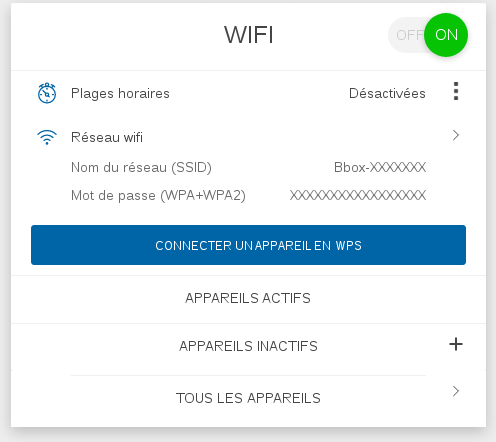 WIFI
OFF ON
Plages horaires Désactivées
Réseau wifi
Nom du réseau (SSID) Bbox-XXXXXXX
Mot de passe (WPA+WPA2) XXXXXXXXXXXXXXXXX
CONNECTER UN APPAREIL EN WPS
APPAREILS ACTIFS
APPAREILS INACTIFS
TOUS LES APPAREILS